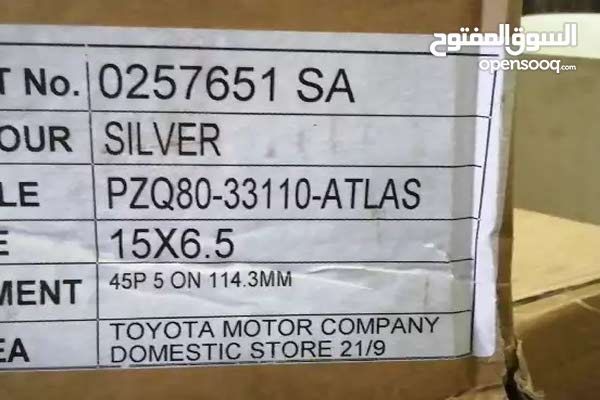 السوق المفتوح
opensooq.com
T No. 0257651 SA
OUR SILVER
LE PZQ80-33110-ATLAS
E 15X6.5
MENT 45P 5 ON 114.3MM
EA TOYOTA MOTOR COMPANY
DOMESTIC STORE 21/9